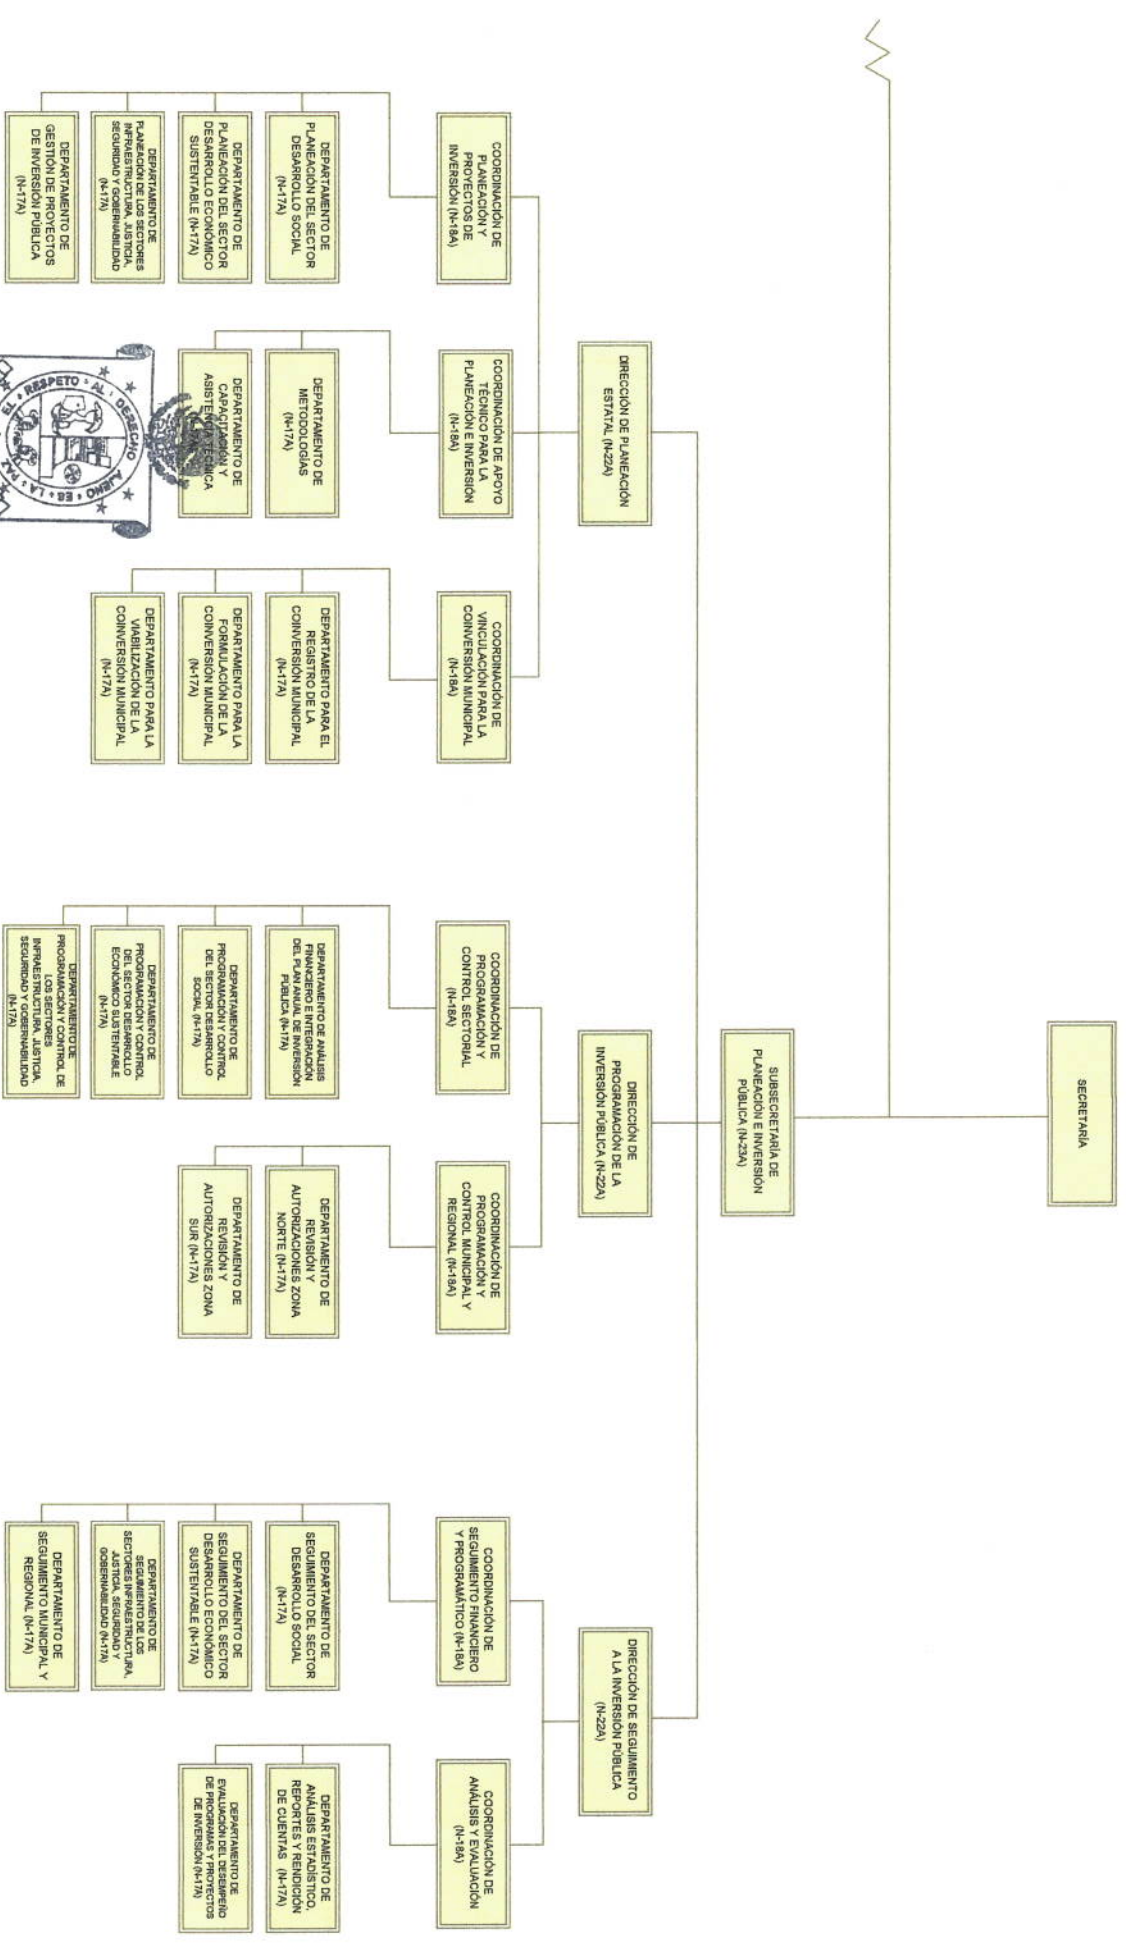 SECRETARÍA
SUBSECRETARÍA DE
PLANEACIÓN E INVERSIÓN
PÚBLICA (N-23A)
DIRECCIÓN DE PLANEACIÓN
ESTATAL (N-22A)
DIRECCIÓN DE
PROGRAMACIÓN DE LA
INVERSIÓN PÚBLICA (N-22A)
DIRECCIÓN DE SEGUIMIENTO
A LA INVERSIÓN PÚBLICA
(N-22A)
COORDINACIÓN DE
PLANEACIÓN Y
PROYECTOS DE
INVERSIÓN (N-18A)
COORDINACIÓN DE APOYO
TÉCNICO PARA LA
PLANEACIÓN E INVERSIÓN
(N-18A)
COORDINACIÓN DE
VINCULACIÓN PARA LA
COINVERSIÓN MUNICIPAL
(N-18A)
COORDINACIÓN DE
PROGRAMACIÓN Y
CONTROL SECTORIAL
(N-18A)
COORDINACIÓN DE
PROGRAMACIÓN Y
CONTROL MUNICIPAL Y
REGIONAL (N-18A)
COORDINACIÓN DE
SEGUIMIENTO FINANCIERO
Y PROGRAMÁTICO (N-18A)
COORDINACIÓN DE
ANÁLISIS Y EVALUACIÓN
(N-18A)
DEPARTAMENTO DE
PLANEACIÓN DEL SECTOR
DESARROLLO SOCIAL
(N-17A)
DEPARTAMENTO DE
METODOLOGÍAS
(N-17A)
DEPARTAMENTO PARA EL
REGISTRO DE LA
COINVERSIÓN MUNICIPAL
(N-17A)
DEPARTAMENTO DE ANÁLISIS
FINANCIERO E INTEGRACIÓN
DEL PLAN ANUAL DE INVERSIÓN
PÚBLICA (N-17A)
DEPARTAMENTO DE
REVISIÓN Y
AUTORIZACIONES ZONA
NORTE (N-17A)
DEPARTAMENTO DE
SEGUIMIENTO DEL SECTOR
DESARROLLO SOCIAL
(N-17A)
DEPARTAMENTO DE
ANÁLISIS ESTADÍSTICO,
REPORTES Y RENDICIÓN
DE CUENTAS (N-17A)
DEPARTAMENTO DE
PLANEACIÓN DEL SECTOR
DESARROLLO ECONÓMICO
SUSTENTABLE (N-17A)
DEPARTAMENTO DE
CAPACITACIÓN Y
ASISTENCIA TÉCNICA
DEPARTAMENTO PARA LA
FORMULACIÓN DE LA
COINVERSIÓN MUNICIPAL
(N-17A)
DEPARTAMENTO DE
PROGRAMACIÓN Y CONTROL
DEL SECTOR DESARROLLO
SOCIAL (N-17A)
DEPARTAMENTO DE
REVISIÓN Y
AUTORIZACIONES ZONA
SUR (N-17A)
DEPARTAMENTO DE
SEGUIMIENTO DEL SECTOR
DESARROLLO ECONÓMICO
SUSTENTABLE (N-17A)
DEPARTAMENTO DE
EVALUACIÓN DEL DESEMPEÑO
DE PROGRAMAS Y PROYECTOS
DE INVERSIÓN (N-17A)
DEPARTAMENTO DE
PLANEACIÓN DE LOS SECTORES
INFRAESTRUCTURA, JUSTICIA,
SEGURIDAD Y GOBERNABILIDAD
(N-17A)
DEPARTAMENTO PARA LA
VIABILIZACIÓN DE LA
COINVERSIÓN MUNICIPAL
(N-17A)
DEPARTAMENTO DE
PROGRAMACIÓN Y CONTROL
DEL SECTOR DESARROLLO
ECONÓMICO SUSTENTABLE
(N-17A)
DEPARTAMENTO DE
SEGUIMIENTO DE LOS
SECTORES INFRAESTRUCTURA,
JUSTICIA, SEGURIDAD Y
GOBERNABILIDAD (N-17A)
DEPARTAMENTO DE
GESTIÓN DE PROYECTOS
DE INVERSIÓN PÚBLICA
(N-17A)
DEPARTAMENTO DE
PROGRAMACIÓN Y CONTROL DE
LOS SECTORES
INFRAESTRUCTURA, JUSTICIA,
SEGURIDAD Y GOBERNABILIDAD
(N-17A)
DEPARTAMENTO DE
SEGUIMIENTO MUNICIPAL Y
REGIONAL (N-17A)
EL RESPETO AL DERECHO AJENO ES LA PAZ